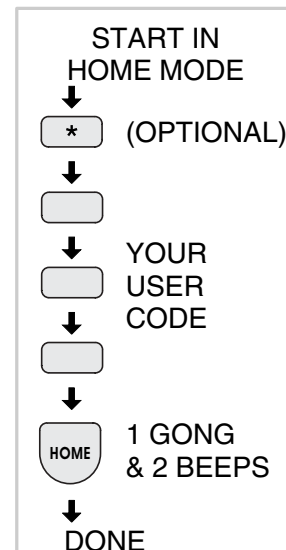 START IN
HOME MODE
* (OPTIONAL)
YOUR
USER
CODE
HOME
1 GONG
& 2 BEEPS
DONE